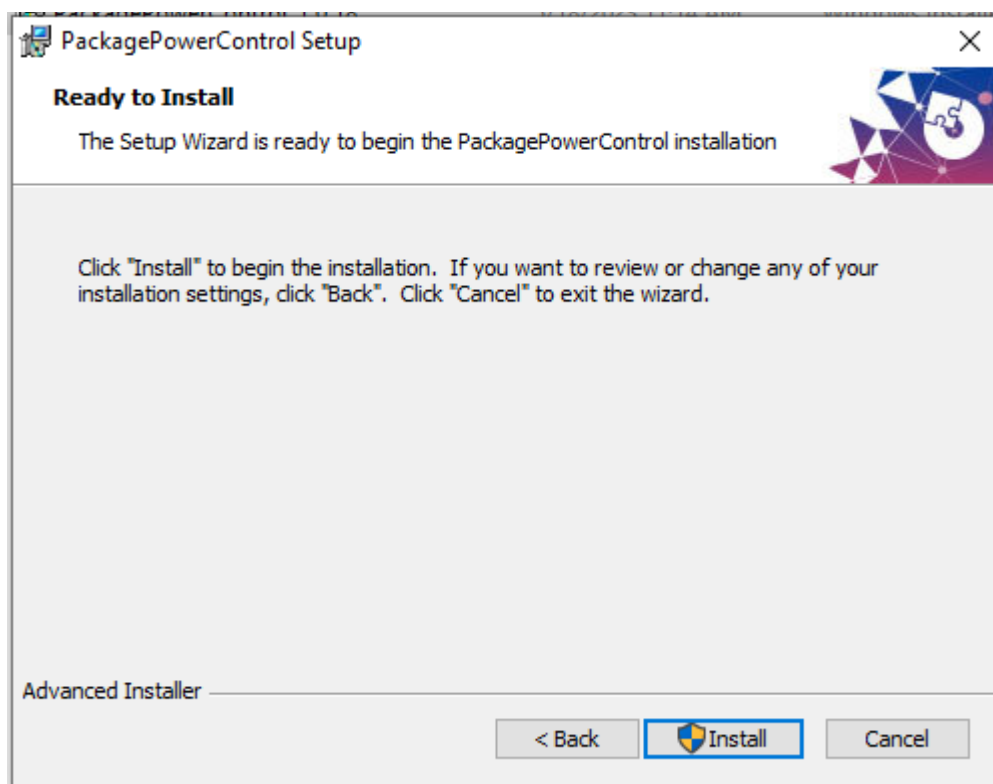 PackagePowerControl Setup
Ready to Install
The Setup Wizard is ready to begin the PackagePowerControl installation
Click "Install" to begin the installation.  If you want to review or change any of your
installation settings, click "Back".  Click "Cancel" to exit the wizard.
Advanced Installer
< Back
Install
Cancel